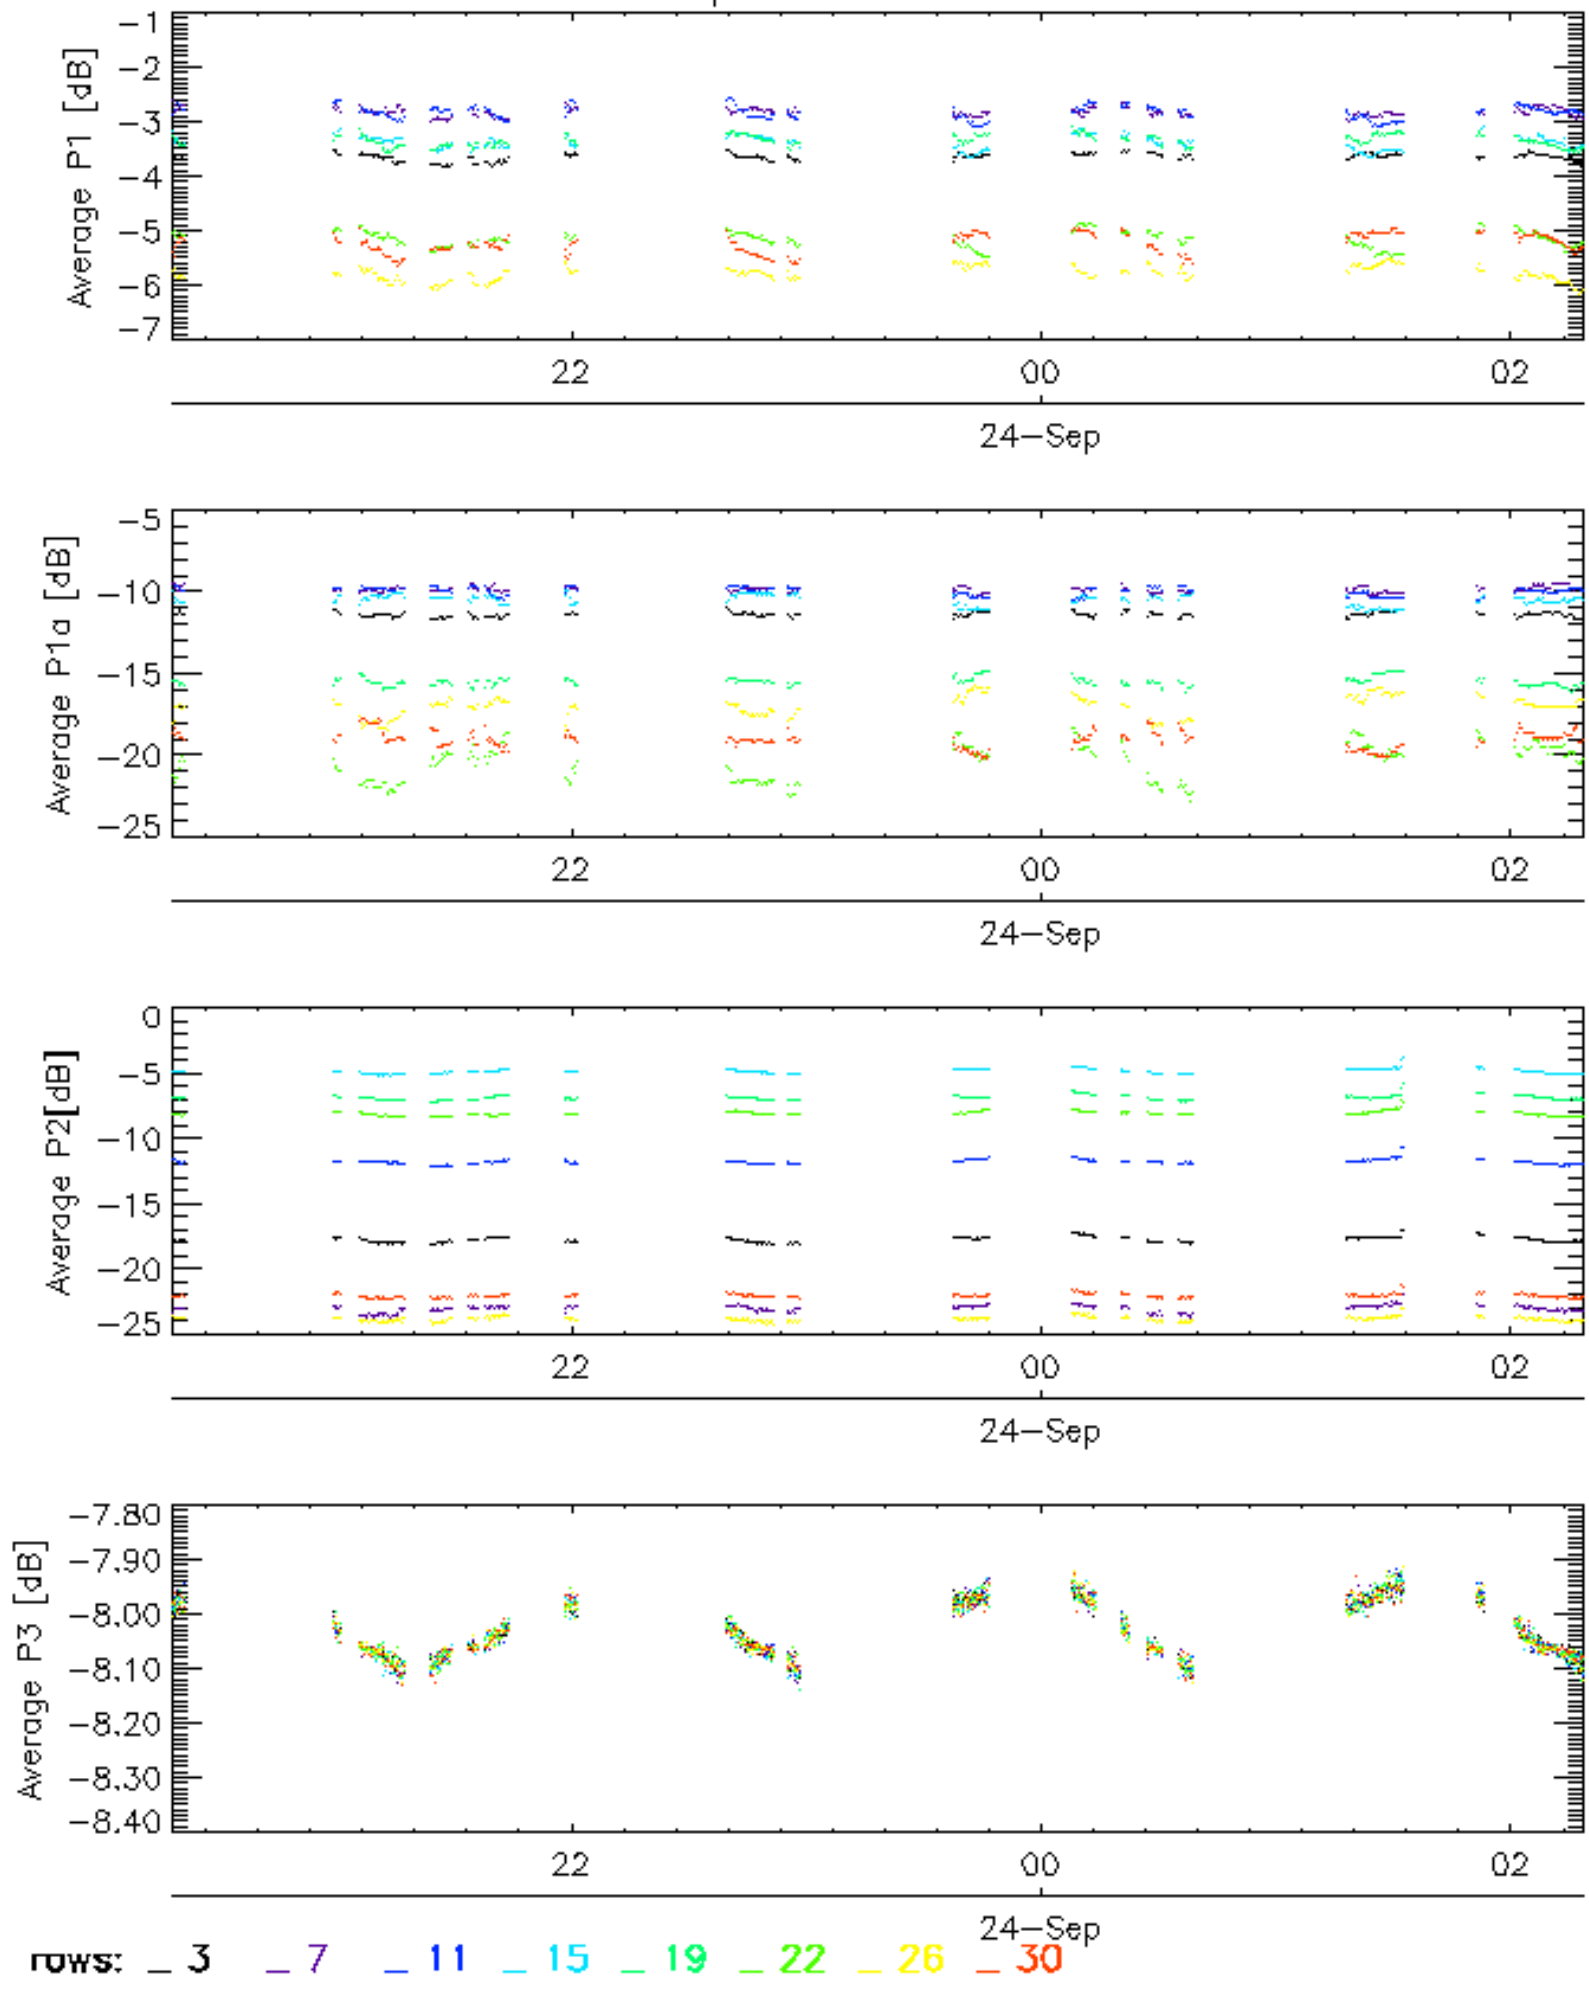 Average P1 [dB]
-1
-2
-3
-4
-5
-6
-7
22 00 02
24-Sep
Average P1a [dB]
-5
-10
-15
-20
-25
22 00 02
24-Sep
Average P2[dB]
0
-5
-10
-15
-20
-25
22 00 02
24-Sep
Average P3 [dB]
-7.80
-7.90
-8.00
-8.10
-8.20
-8.30
-8.40
22 00 02
24-Sep
rows: _ 3 _ 7 _ 11 _ 15 _ 19 _ 22 _ 26 _ 30